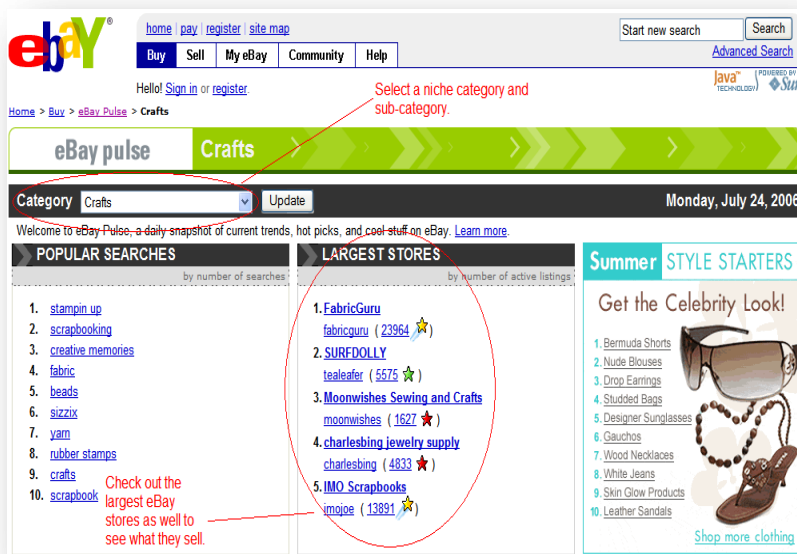 ebaY®
home | pay | register | site map
Start new search Search
Buy Sell My eBay Community Help
Advanced Search
Hello! Sign in or register.
Java™ TECHNOLOGY POWERED BY
Select a niche category and
sub-category.
Home > Buy > eBay Pulse > Crafts
eBay pulse Crafts
Category Crafts Update Monday, July 24, 2006
Welcome to eBay Pulse, a daily snapshot of current trends, hot picks, and cool stuff on eBay. Learn more.
POPULAR SEARCHES
by number of searches
1. stampin up
2. scrapbooking
3. creative memories
4. fabric
5. beads
6. sizzix
7. yarn
8. rubber stamps
9. crafts
10. scrapbook
Check out the
largest eBay
stores as well to
see what they sell.
LARGEST STORES
by number of active listings
1. FabricGuru
fabricguru ( 23964 )
2. SURFDOLLY
tealeafer ( 5575 )
3. Moonwishes Sewing and Crafts
moonwishes ( 1627 )
4. charlesbing jewelry supply
charlesbing ( 4833 )
5. IMO Scrapbooks
imojoe ( 13891 )
Summer STYLE STARTERS
Get the Celebrity Look!
1. Bermuda Shorts
2. Nude Blouses
3. Drop Earrings
4. Studded Bags
5. Designer Sunglasses
6. Gauchos
7. Wood Necklaces
8. White Jeans
9. Skin Glow Products
10. Leather Sandals
Shop more clothing